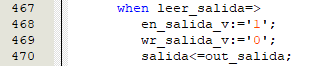 467 when leer_salida=>
468 en_salida_v:='1';
469 wr_salida_v:='0';
470 salida<=out_salida;